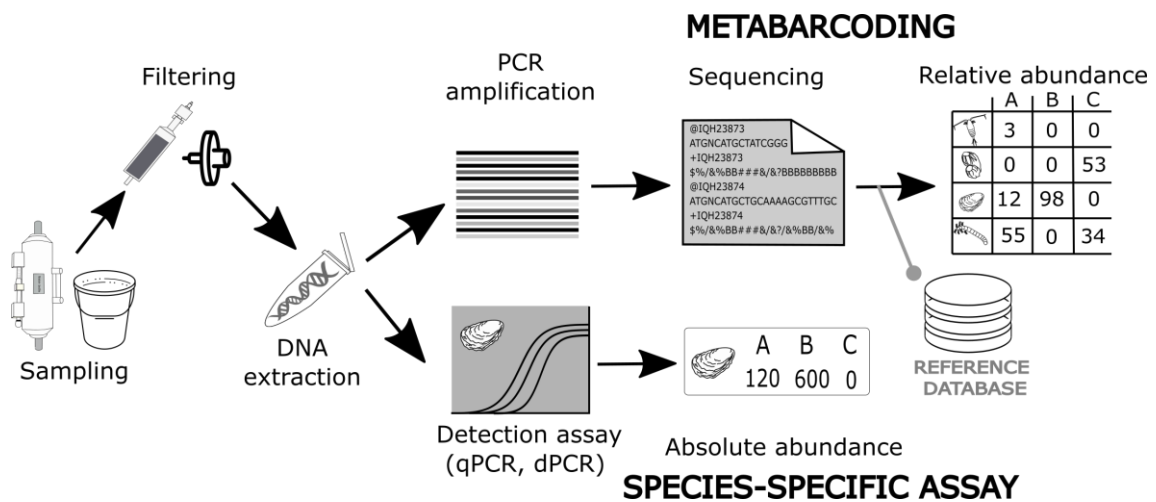 METABARCODING
Filtering
PCR
amplification
Sequencing
Relative abundance
A B C
3 0 0
0 0 53
12 98 0
55 0 34
@IQH23873
ATGNCATGCTATCGGG
+IQH23873
$%/&%BB###&/&?BBBBBBBBB
@IQH23874
ATGNCATGCTGCAAAAGCGTTTGC
+IQH23874
$%/&%BB###&/&?/&%BB/&%
Sampling
DNA
extraction
REFERENCE
DATABASE
Detection assay
(qPCR, dPCR)
A B C
120 600 0
Absolute abundance
SPECIES-SPECIFIC ASSAY